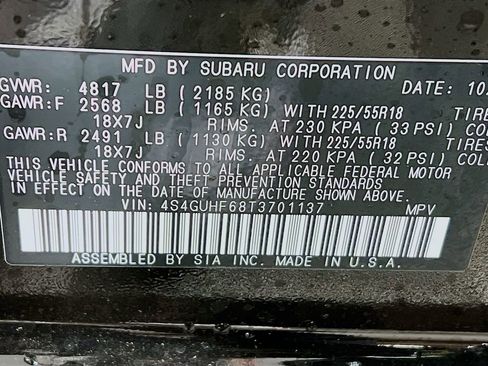 MFD BY SUBARU CORPORATION
GVWR: 4817 LB ( 2185 KG) DATE: 10
GAWR:F 2568 LB ( 1165 KG) WITH 225/55R18
18X7J RIMS. AT 230 KPA ( 33 PSI) COL
GAWR:R 2491 LB ( 1130 KG) WITH 225/55R18
18X7J RIMS. AT 220 KPA ( 32 PSI) COL
THIS VEHICLE CONFORMS TO ALL APPLICABLE FEDERAL MOTOR
VEHICLE SAFETY AND THEFT PREVENTION STANDARDS
IN EFFECT ON THE DATE OF MANUFACTURE SHOWN ABOVE.
VIN: 4S4GUHF68T3701137 MPV
ASSEMBLED BY SIA INC. MADE IN U.S.A.